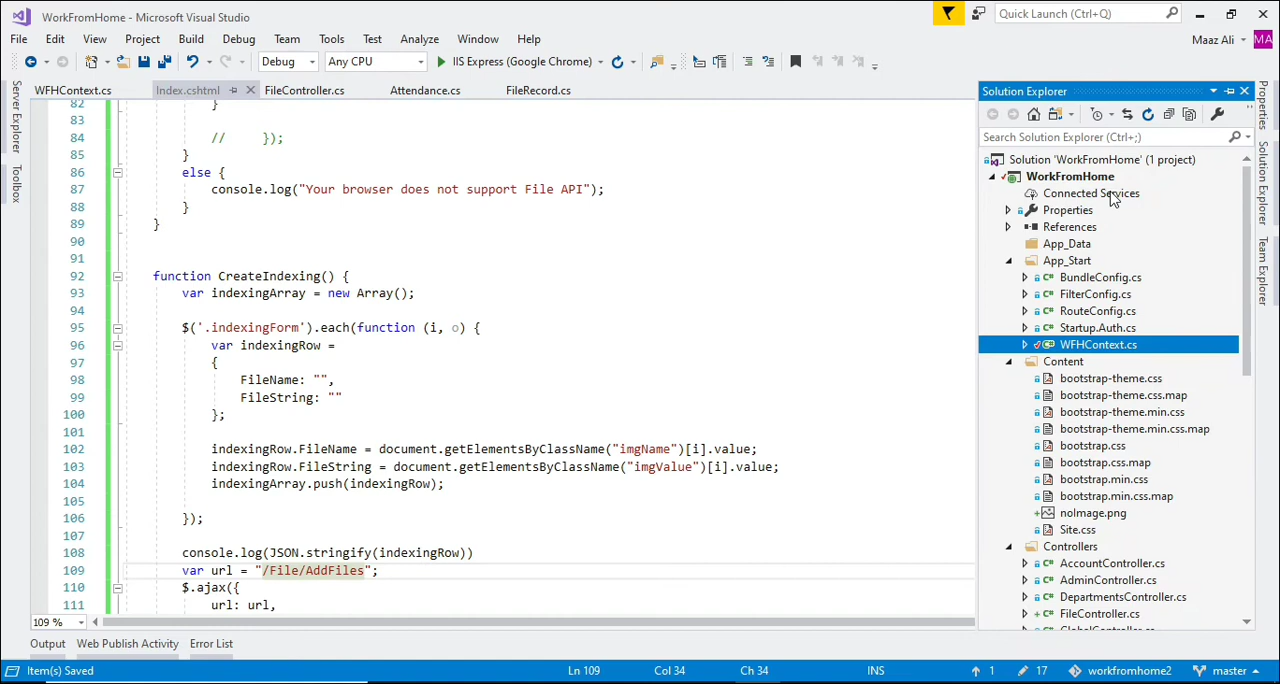 WorkFromHome - Microsoft Visual Studio
Quick Launch (Ctrl+Q)
File Edit View Project Build Debug Team Tools Test Analyze Window Help
Maaz Ali MA
Debug Any CPU IIS Express (Google Chrome)
WFHContext.cs Index.cshtml FileController.cs Attendance.cs FileRecord.cs
Server Explorer
Toolbox
82 }
83
84 // });
85 }
86 else {
87 console.log("Your browser does not support File API");
88 }
89 }
90
91
92 function CreateIndexing() {
93 var indexingArray = new Array();
94
95 $('.indexingForm').each(function (i, o) {
96 var indexingRow =
97 {
98 FileName: "",
99 FileString: ""
100 };
101
102 indexingRow.FileName = document.getElementsByClassName("imgName")[i].value;
103 indexingRow.FileString = document.getElementsByClassName("imgValue")[i].value;
104 indexingArray.push(indexingRow);
105
106 });
107
108 console.log(JSON.stringify(indexingRow))
109 var url = "/File/AddFiles";
110 $.ajax({
111 url: url,
109 %
Solution Explorer
Search Solution Explorer (Ctrl+;)
Solution 'WorkFromHome' (1 project)
WorkFromHome
Connected Services
Properties
References
App_Data
App_Start
BundleConfig.cs
FilterConfig.cs
RouteConfig.cs
Startup.Auth.cs
WFHContext.cs
Content
bootstrap-theme.css
bootstrap-theme.css.map
bootstrap-theme.min.css
bootstrap-theme.min.css.map
bootstrap.css
bootstrap.css.map
bootstrap.min.css
bootstrap.min.css.map
noImage.png
Site.css
Controllers
AccountController.cs
AdminController.cs
DepartmentsController.cs
FileController.cs
GlobalController.cs
Properties
Solution Explorer
Team Explorer
Output Web Publish Activity Error List
Item(s) Saved Ln 109 Col 34 Ch 34 INS 1 17 workfromhome2 master